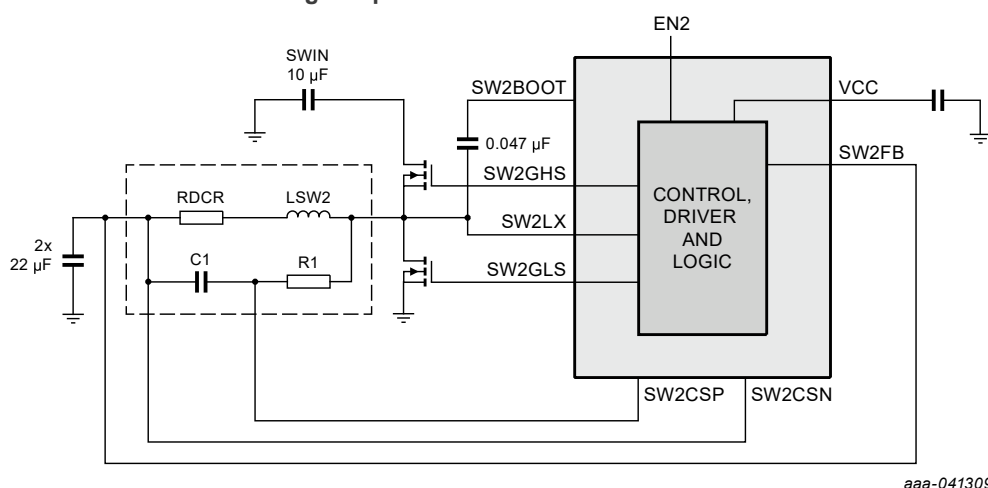 EN2
SWIN
10 µF
SW2BOOT
VCC
0.047 µF
SW2FB
SW2GHS
RDCR
LSW2
CONTROL,
DRIVER
AND
LOGIC
SW2LX
2x
22 µF
C1
R1
SW2GLS
SW2CSP
SW2CSN
aaa-041309